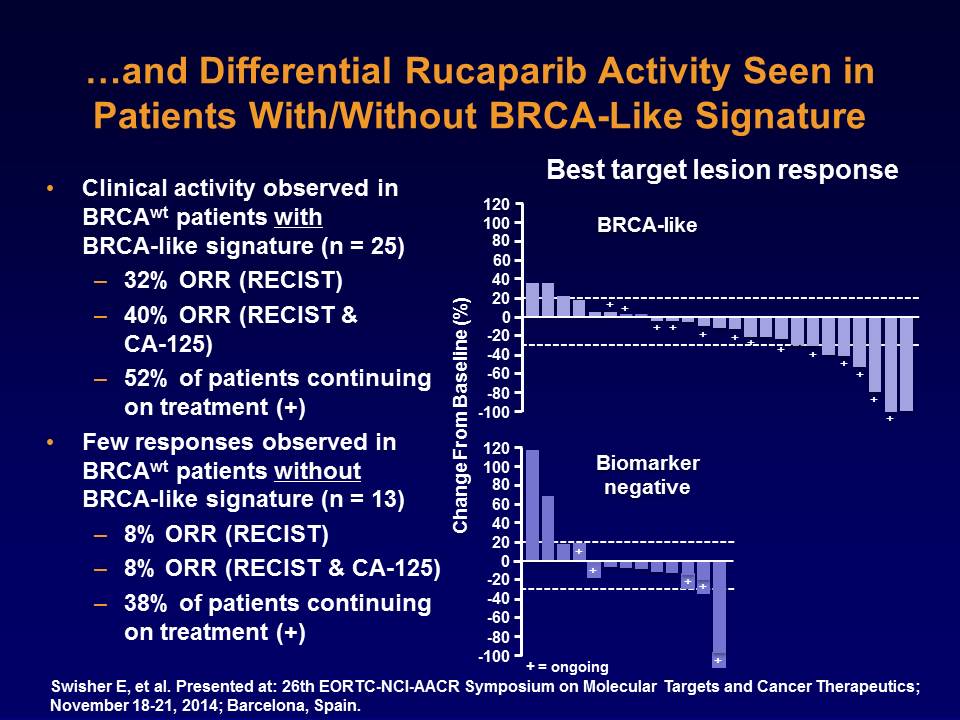 …and Differential Rucaparib Activity Seen in
Patients With/Without BRCA-Like Signature
• Clinical activity observed in
BRCAwt patients with
BRCA-like signature (n = 25)
– 32% ORR (RECIST)
– 40% ORR (RECIST &
CA-125)
– 52% of patients continuing
on treatment (+)
• Few responses observed in
BRCAwt patients without
BRCA-like signature (n = 13)
– 8% ORR (RECIST)
– 8% ORR (RECIST & CA-125)
– 38% of patients continuing
on treatment (+)
Best target lesion response
Change From Baseline (%)
BRCA-like
120
100
80
60
40
20
0
-20
-40
-60
-80
-100
+ + + + + + + + + + + + +
Biomarker
negative
120
100
80
60
40
20
0
-20
-40
-60
-80
-100
+ + + + +
+ = ongoing
Swisher E, et al. Presented at: 26th EORTC-NCI-AACR Symposium on Molecular Targets and Cancer Therapeutics;
November 18-21, 2014; Barcelona, Spain.